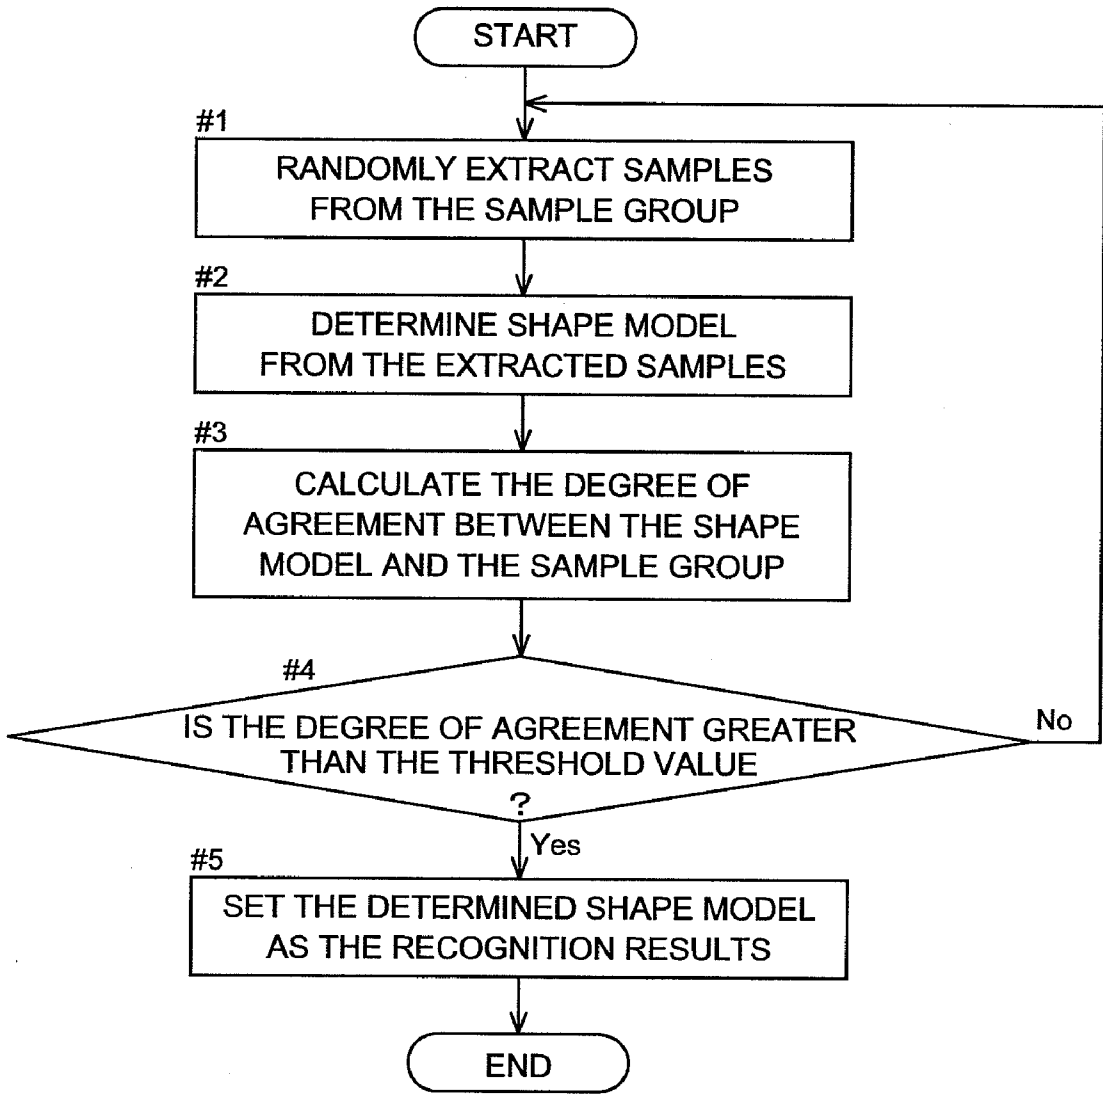 START
#1
RANDOMLY EXTRACT SAMPLES
FROM THE SAMPLE GROUP
#2
DETERMINE SHAPE MODEL
FROM THE EXTRACTED SAMPLES
#3
CALCULATE THE DEGREE OF
AGREEMENT BETWEEN THE SHAPE
MODEL AND THE SAMPLE GROUP
#4
IS THE DEGREE OF AGREEMENT GREATER
THAN THE THRESHOLD VALUE
?
No
Yes
#5
SET THE DETERMINED SHAPE MODEL
AS THE RECOGNITION RESULTS
END